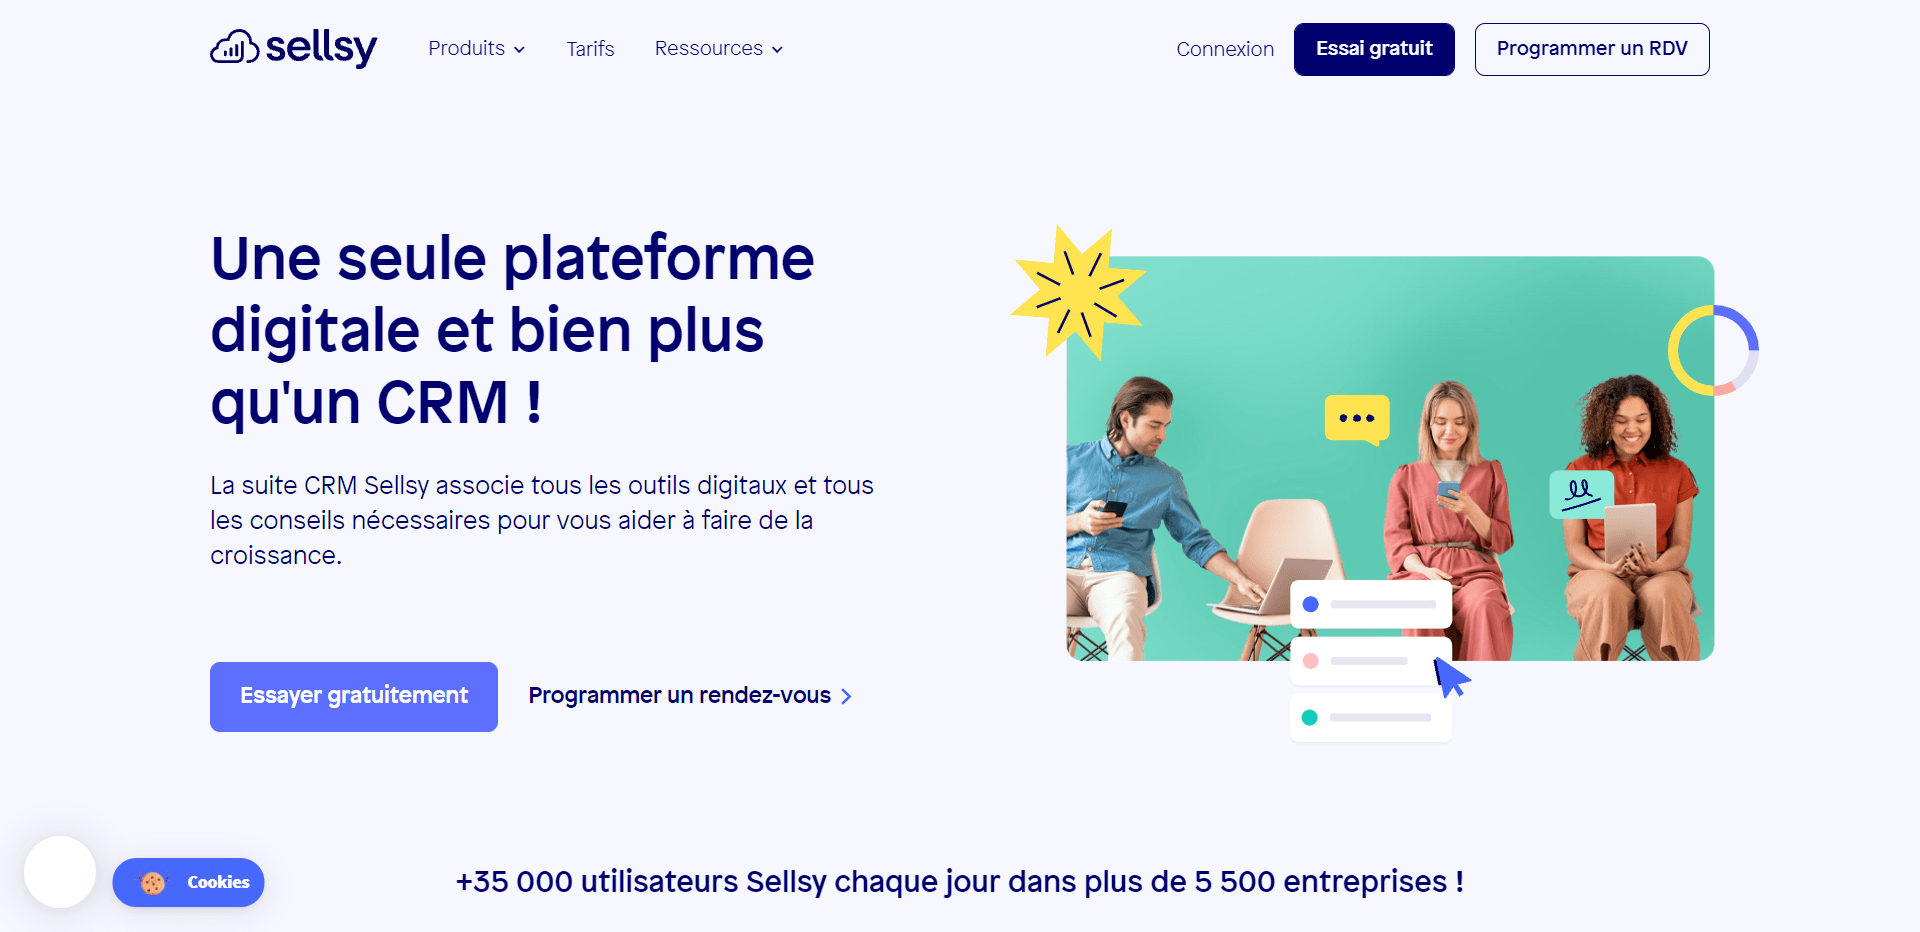 sellsy
Produits
Tarifs
Ressources
Connexion
Essai gratuit
Programmer un RDV
Une seule plateforme
digitale et bien plus
qu'un CRM !
La suite CRM Sellsy associe tous les outils digitaux et tous
les conseils nécessaires pour vous aider à faire de la
croissance.
Essayer gratuitement
Programmer un rendez-vous
Cookies
+35 000 utilisateurs Sellsy chaque jour dans plus de 5 500 entreprises !